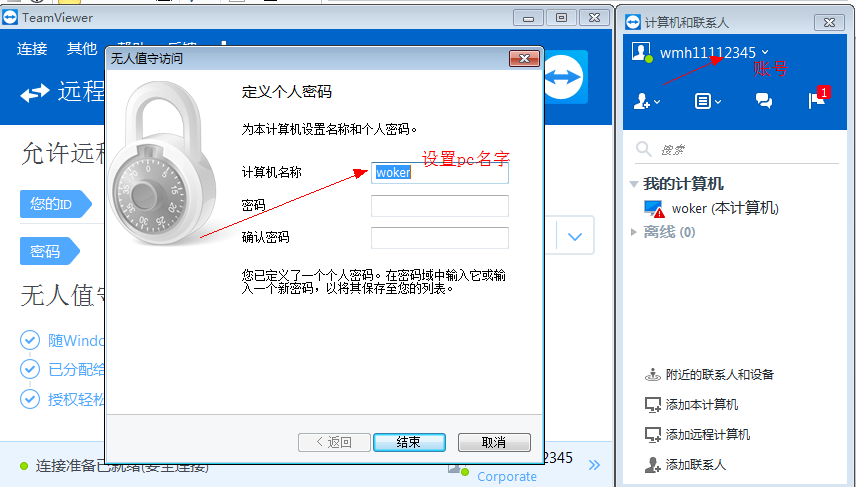 TeamViewer
连接 其他
远程
允许远程
您的ID
密码
无人值守
随Windo
已分配给
授权轻松
连接准备已就绪(安全连接)
2345
Corporate
无人值守访问
定义个人密码
为本计算机设置名称和个人密码。
设置pc名字
计算机名称
woker
密码
确认密码
您已定义了一个个人密码。在密码域中输入它或输
入一个新密码，以将其保存至您的列表。
< 返回
结束
取消
计算机和联系人
wmh11112345
账号
1
搜索
我的计算机
woker (本计算机)
离线 (0)
附近的联系人和设备
添加本计算机
添加远程计算机
添加联系人